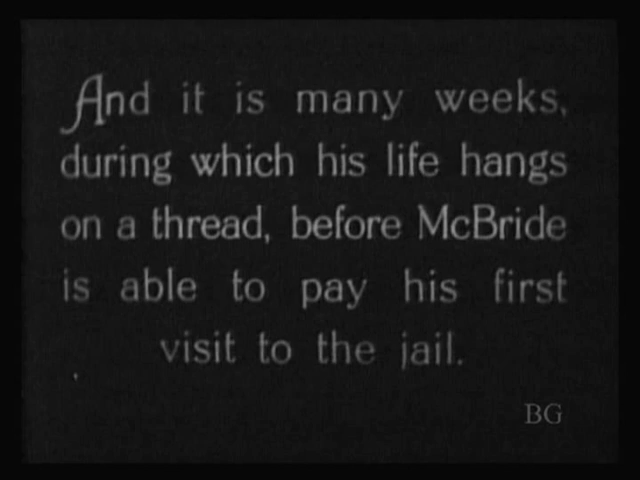 And it is many weeks,
during which his life hangs
on a thread, before McBride
is able to pay his first
visit to the jail.
BG